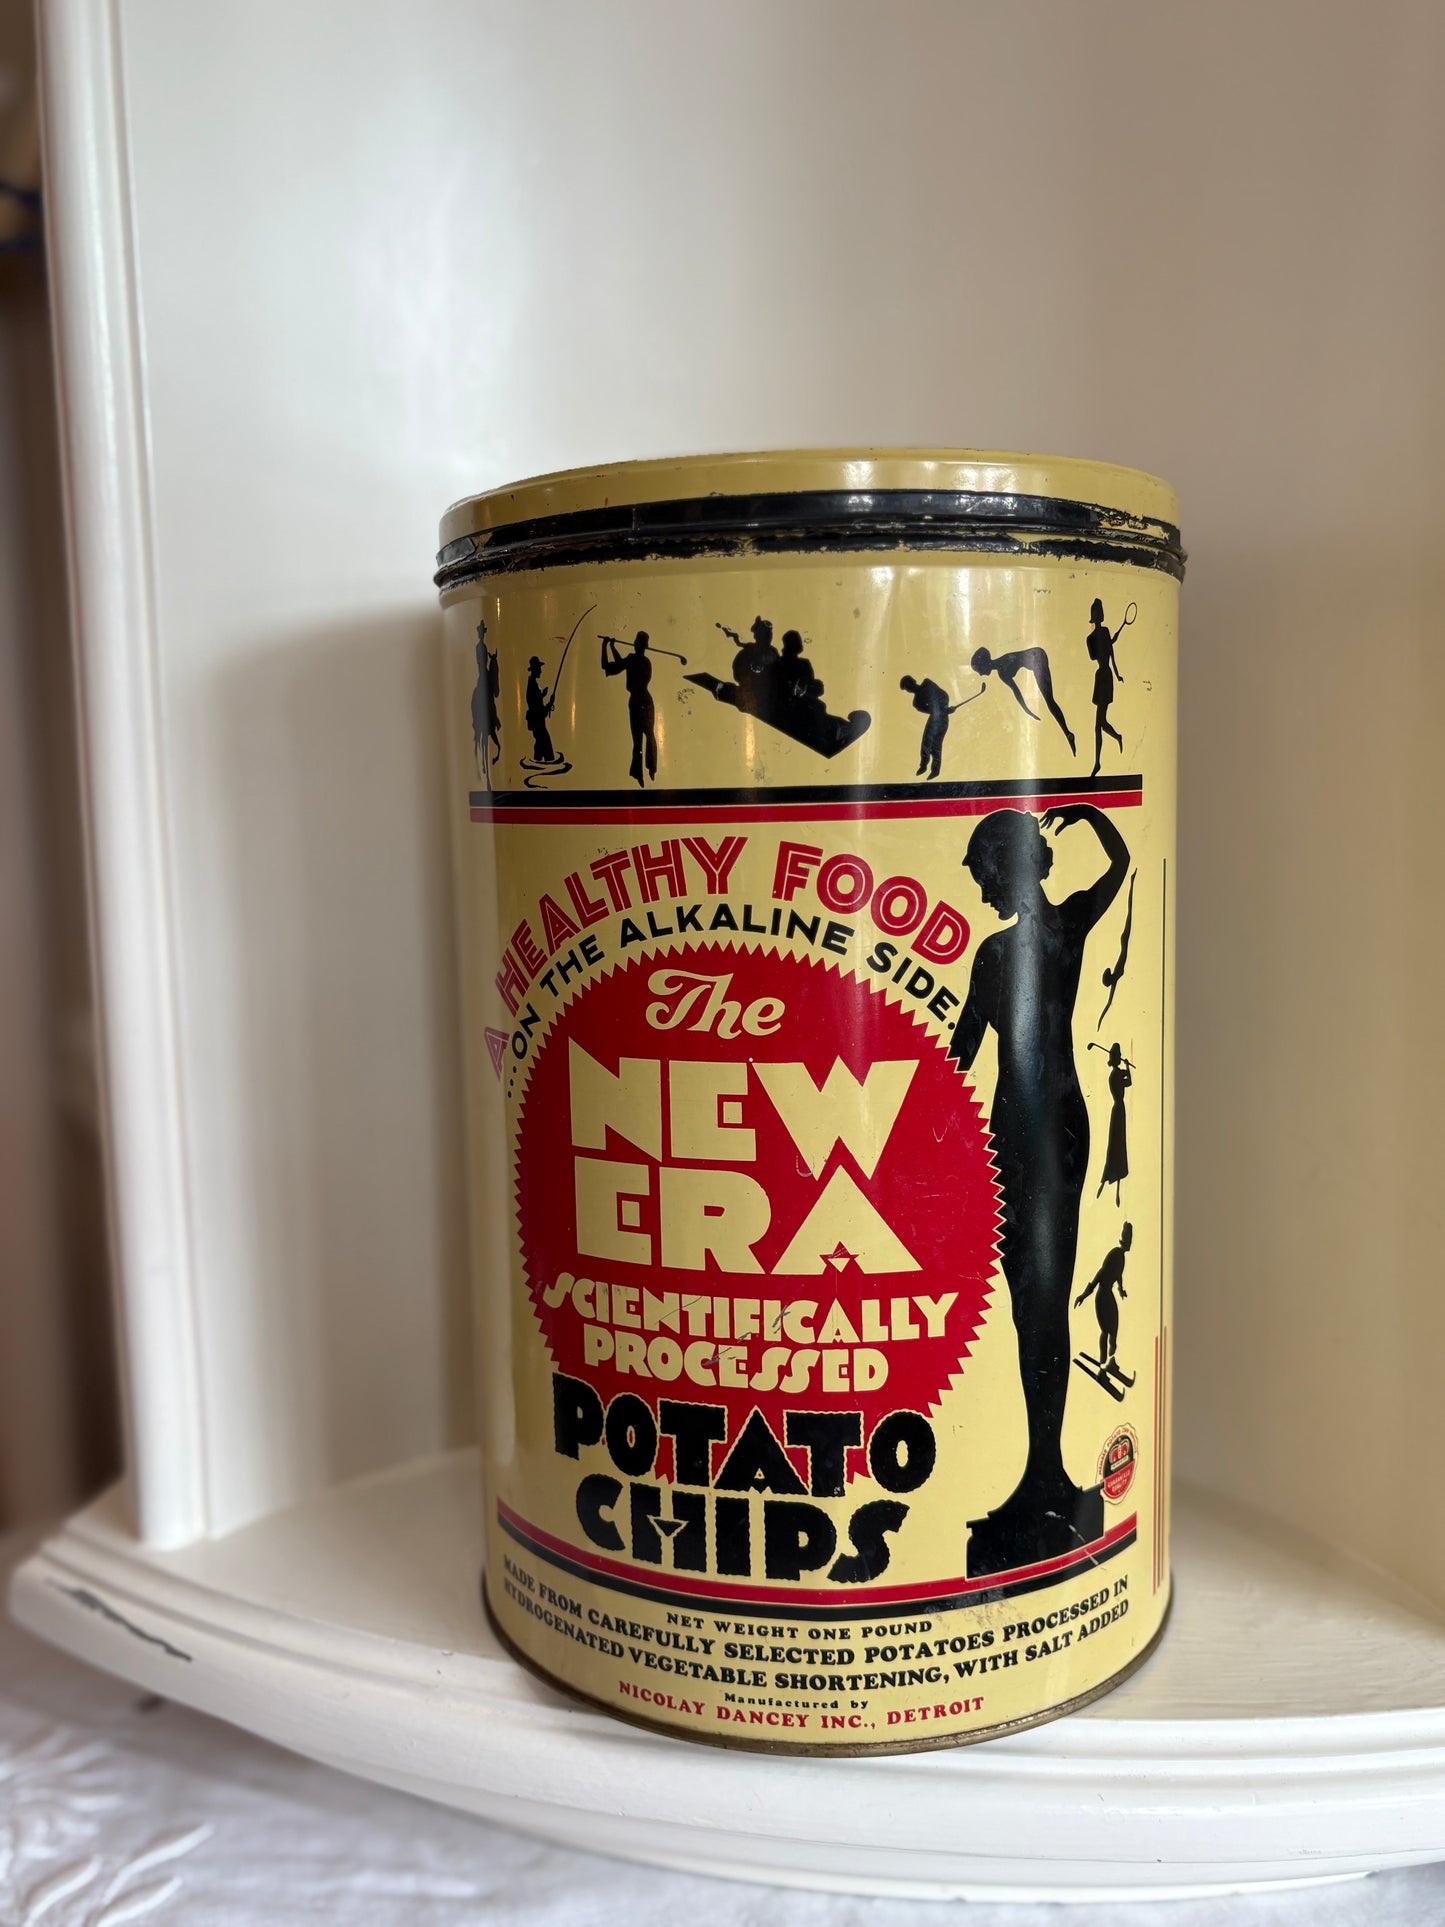 A HEALTHY FOOD
...ON THE ALKALINE SIDE.
The
NEW
ERA
SCIENTIFICALLY
PROCESSED
POTATO
CHIPS
NET WEIGHT ONE POUND
MADE FROM CAREFULLY SELECTED POTATOES PROCESSED IN
HYDROGENATED VEGETABLE SHORTENING, WITH SALT ADDED
Manufactured by
NICOLAY DANCEY INC., DETROIT